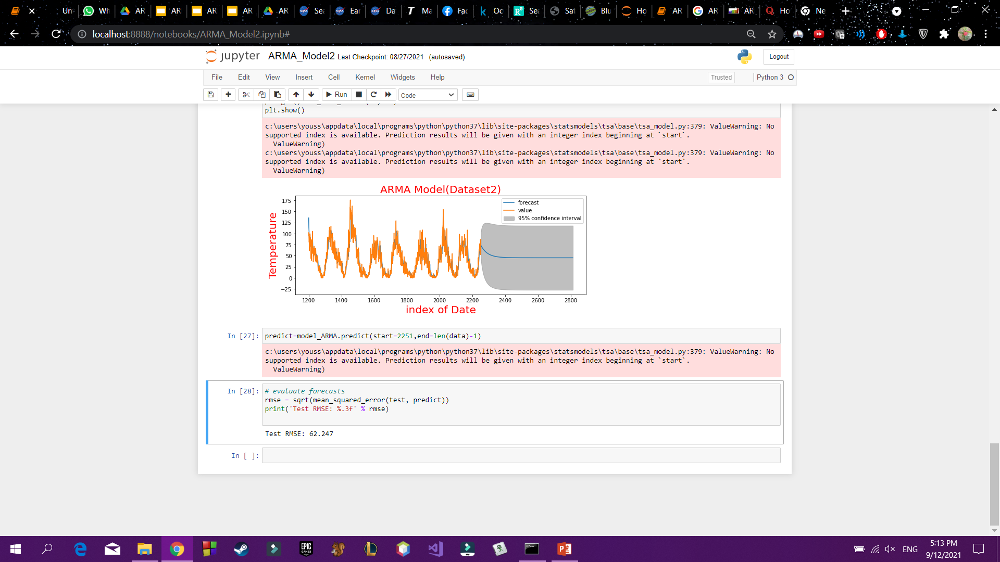 Un
Wh
AR
AR
AR
AR
AR
Se
Ear
Da
Ma
Fac
Oc
Sea
Sat
Blu
Ho
AR
AR
AR
Ho
Ne
localhost:8888/notebooks/ARMA_Model2.ipynb#
jupyter ARMA_Model2 Last Checkpoint: 08/27/2021 (autosaved)
Logout
File Edit View Insert Cell Kernel Widgets Help
Trusted
Python 3
Run
Code
plt.show()
c:\users\youss\appdata\local\programs\python\python37\lib\site-packages\statsmodels\tsa\base\tsa_model.py:379: ValueWarning: No
supported index is available. Prediction results will be given with an integer index beginning at `start`.
ValueWarning)
c:\users\youss\appdata\local\programs\python\python37\lib\site-packages\statsmodels\tsa\base\tsa_model.py:379: ValueWarning: No
supported index is available. Prediction results will be given with an integer index beginning at `start`.
ValueWarning)
ARMA Model(Dataset2)
Temperature
175
150
125
100
75
50
25
0
−25
forecast
value
95% confidence interval
1200 1400 1600 1800 2000 2200 2400 2600 2800
index of Date
In [27]:
predict=model_ARMA.predict(start=2251,end=len(data)-1)
c:\users\youss\appdata\local\programs\python\python37\lib\site-packages\statsmodels\tsa\base\tsa_model.py:379: ValueWarning: No
supported index is available. Prediction results will be given with an integer index beginning at `start`.
ValueWarning)
In [28]:
# evaluate forecasts
rmse = sqrt(mean_squared_error(test, predict))
print('Test RMSE: %.3f' % rmse)
Test RMSE: 62.247
In [ ]:
EPIC
GAMES
ENG
5:13 PM
9/12/2021